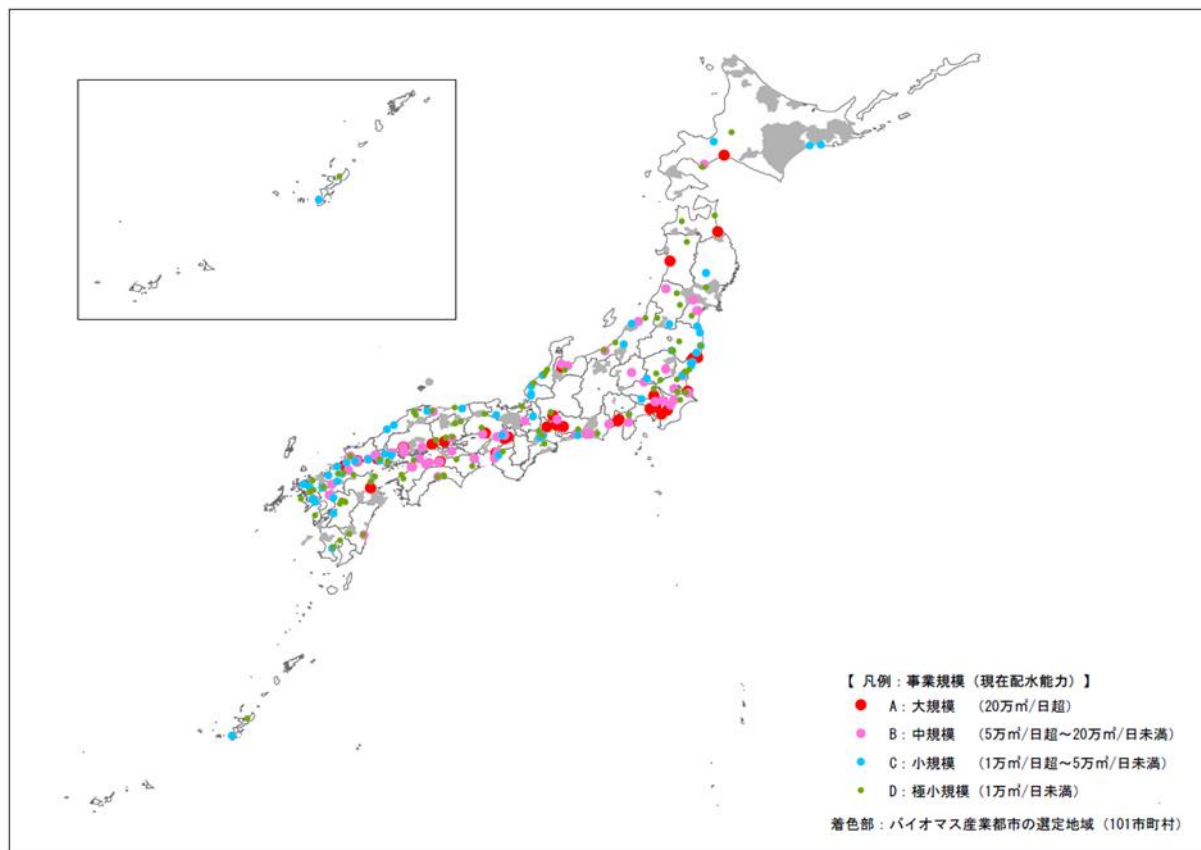 【 凡例：事業規模（現在配水能力）】
A：大規模 （20万㎥/日超）
B：中規模 （5万㎥/日超～20万㎥/日未満）
C：小規模 （1万㎥/日超～5万㎥/日未満）
D：極小規模（1万㎥/日未満）
着色部：バイオマス産業都市の選定地域（101市町村）